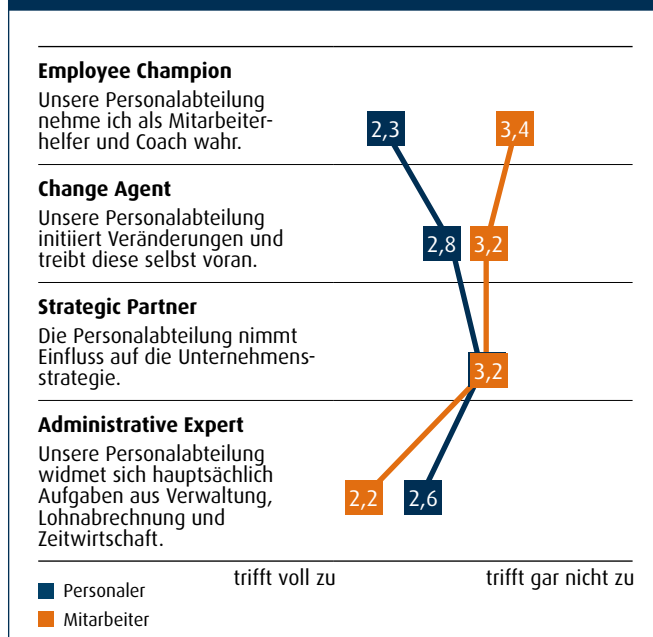 Employee Champion
Unsere Personalabteilung
nehme ich als Mitarbeiter-
helfer und Coach wahr.
2,3
3,4
Change Agent
Unsere Personalabteilung
initiiert Veränderungen und
treibt diese selbst voran.
2,8
3,2
Strategic Partner
Die Personalabteilung nimmt
Einfluss auf die Unternehmens-
strategie.
3,2
Administrative Expert
Unsere Personalabteilung
widmet sich hauptsächlich
Aufgaben aus Verwaltung,
Lohnabrechnung und
Zeitwirtschaft.
2,2
2,6
trifft voll zu
trifft gar nicht zu
Personaler
Mitarbeiter